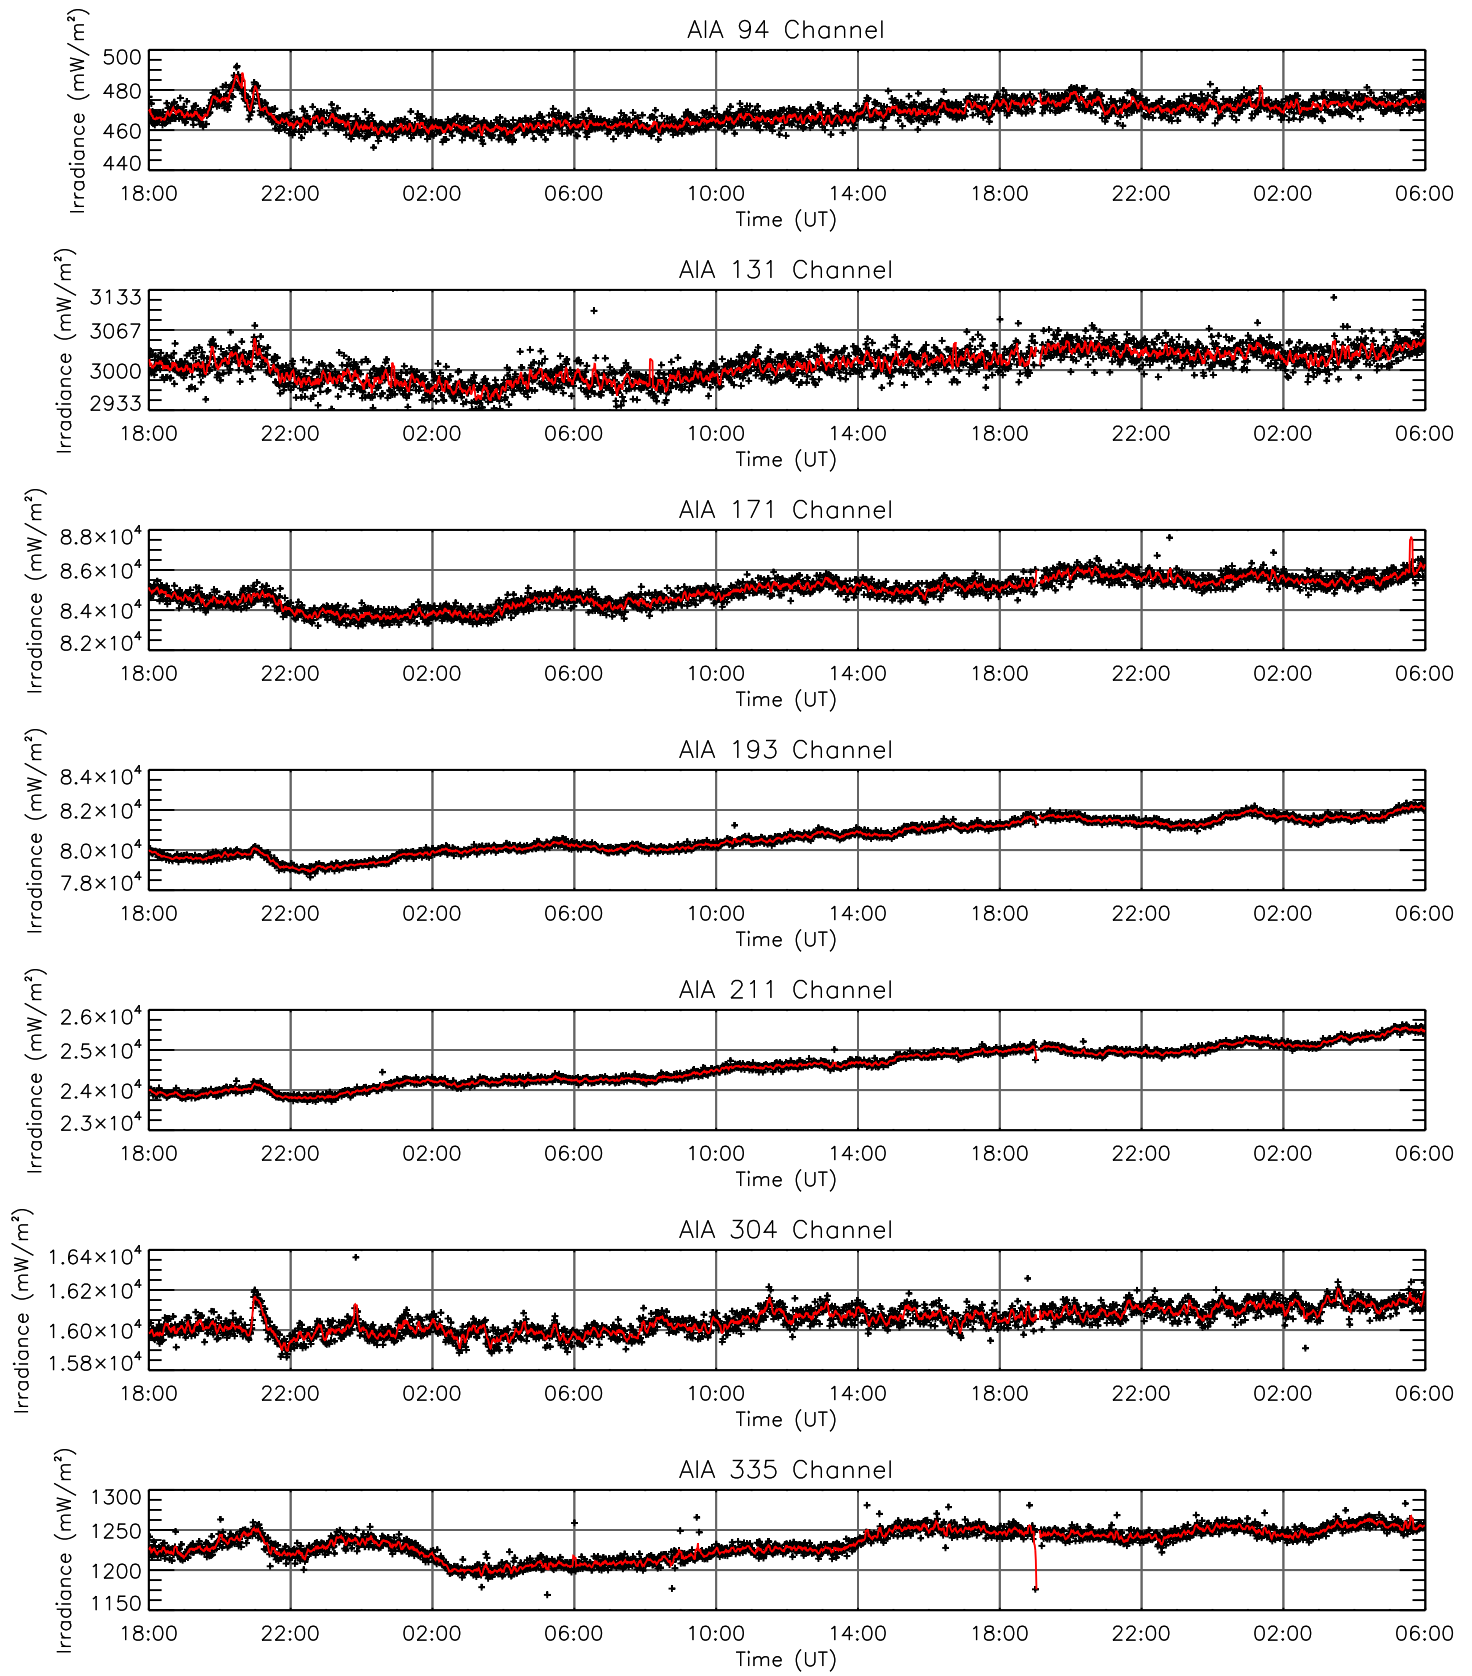 AIA 94 Channel
Irradiance (mW/m²)
500
480
460
440
18:00 22:00 02:00 06:00 10:00 14:00 18:00 22:00 02:00 06:00
Time (UT)
AIA 131 Channel
Irradiance (mW/m²)
3133
3067
3000
2933
18:00 22:00 02:00 06:00 10:00 14:00 18:00 22:00 02:00 06:00
Time (UT)
AIA 171 Channel
Irradiance (mW/m²)
8.8×10⁴
8.6×10⁴
8.4×10⁴
8.2×10⁴
18:00 22:00 02:00 06:00 10:00 14:00 18:00 22:00 02:00 06:00
Time (UT)
AIA 193 Channel
Irradiance (mW/m²)
8.4×10⁴
8.2×10⁴
8.0×10⁴
7.8×10⁴
18:00 22:00 02:00 06:00 10:00 14:00 18:00 22:00 02:00 06:00
Time (UT)
AIA 211 Channel
Irradiance (mW/m²)
2.6×10⁴
2.5×10⁴
2.4×10⁴
2.3×10⁴
18:00 22:00 02:00 06:00 10:00 14:00 18:00 22:00 02:00 06:00
Time (UT)
AIA 304 Channel
Irradiance (mW/m²)
1.64×10⁴
1.62×10⁴
1.60×10⁴
1.58×10⁴
18:00 22:00 02:00 06:00 10:00 14:00 18:00 22:00 02:00 06:00
Time (UT)
AIA 335 Channel
Irradiance (mW/m²)
1300
1250
1200
1150
18:00 22:00 02:00 06:00 10:00 14:00 18:00 22:00 02:00 06:00
Time (UT)